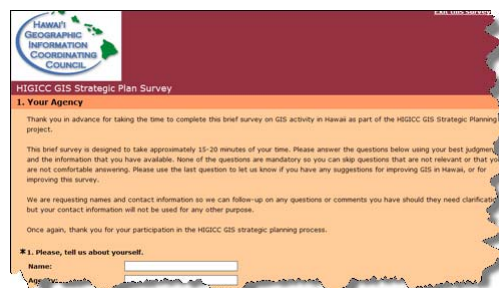 Exit this survey
HAWAI'I
GEOGRAPHIC
INFORMATION
COORDINATING
COUNCIL
HIGICC GIS Strategic Plan Survey
1. Your Agency
Thank you in advance for taking the time to complete this brief survey on GIS activity in Hawaii as part of the HIGICC GIS Strategic Planning
project.
This brief survey is designed to take approximately 15-20 minutes of your time. Please answer the questions below using your best judgment
and the information that you have available. None of the questions are mandatory so you can skip questions that are not relevant or that you
are not comfortable answering. Please use the last question to let us know if you have any suggestions for improving GIS in Hawaii, or for
improving this survey.
We are requesting names and contact information so we can follow-up on any questions or comments you have should they need clarificatio
but your contact information will not be used for any other purpose.
Once again, thank you for your participation in the HIGICC GIS strategic planning process.
* 1. Please, tell us about yourself.
Name:
Agency: